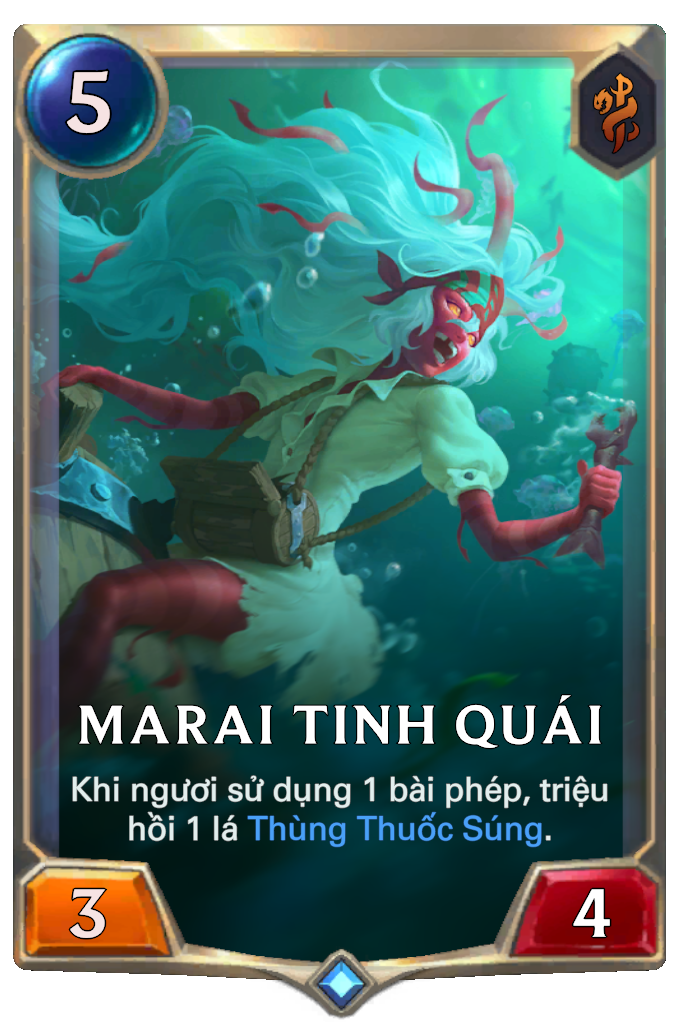 5
MARAI TINH QUÁI
Khi ngươi sử dụng 1 bài phép, triệu
hồi 1 lá Thùng Thuốc Súng.
3
4